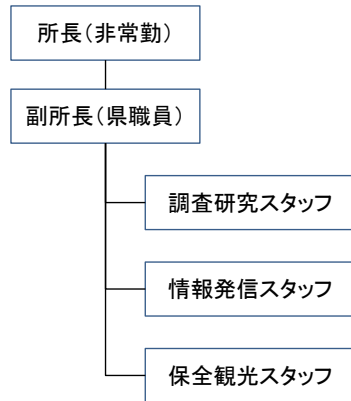 所長（非常勤）
副所長（県職員）
調査研究スタッフ
情報発信スタッフ
保全観光スタッフ